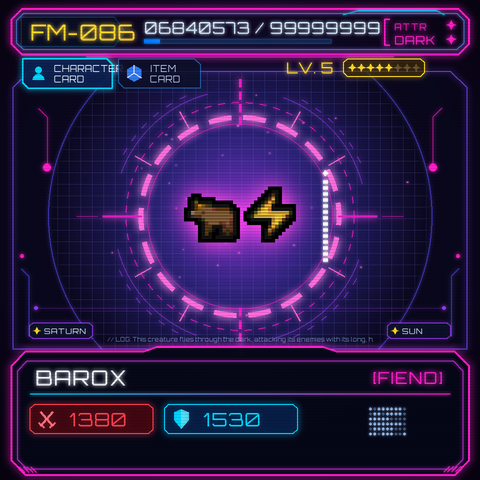 FM-086
06840573 / 99999999
ATTR
DARK
CHARACTER
CARD
ITEM
CARD
LV. 5
SATURN
SUN
// LOG: This creature flies through the dark, attacking its enemies with its long, h
BAROX
[FIEND]
1380
1530